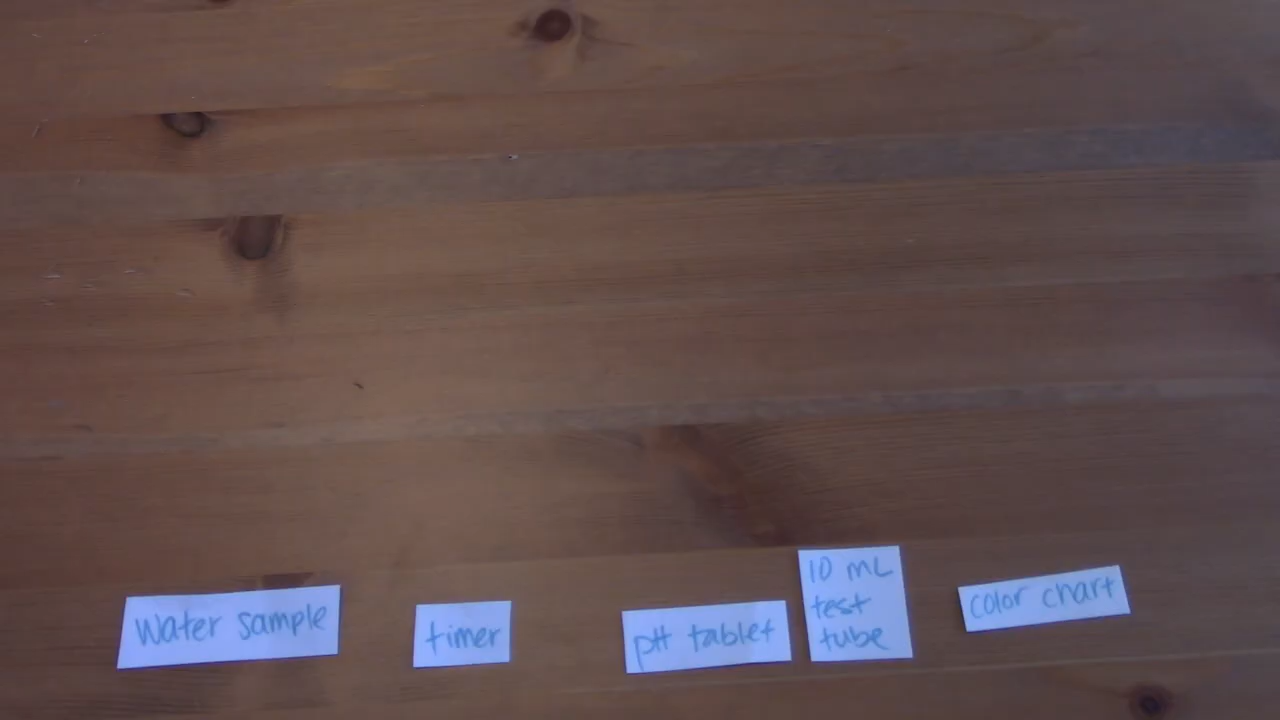 water sample
timer
pH tablet
10 mL
test
tube
color chart